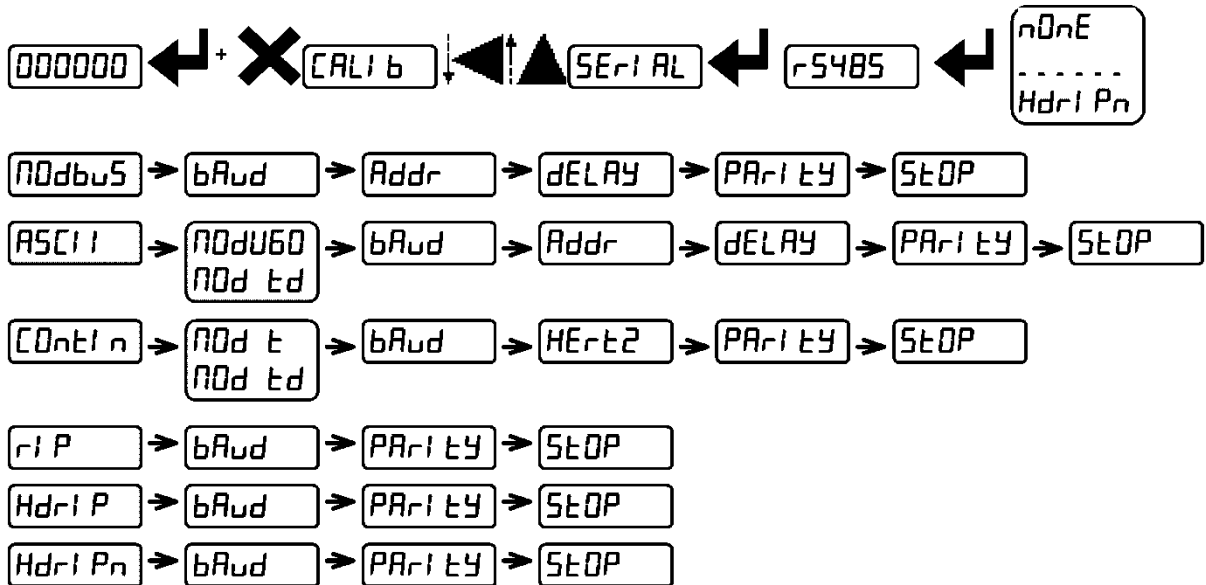 000000 + CALIb SErIAL rS485 nOnE
------
HdrIPn
MOdbuS bAud Addr dELAY PArItY StOP
ASCII MOdU60 bAud Addr dELAY PArItY StOP
MOd td
COntIn MOd t bAud HErtZ PArItY StOP
MOd td
rIP bAud PArItY StOP
HdrIP bAud PArItY StOP
HdrIPn bAud PArItY StOP